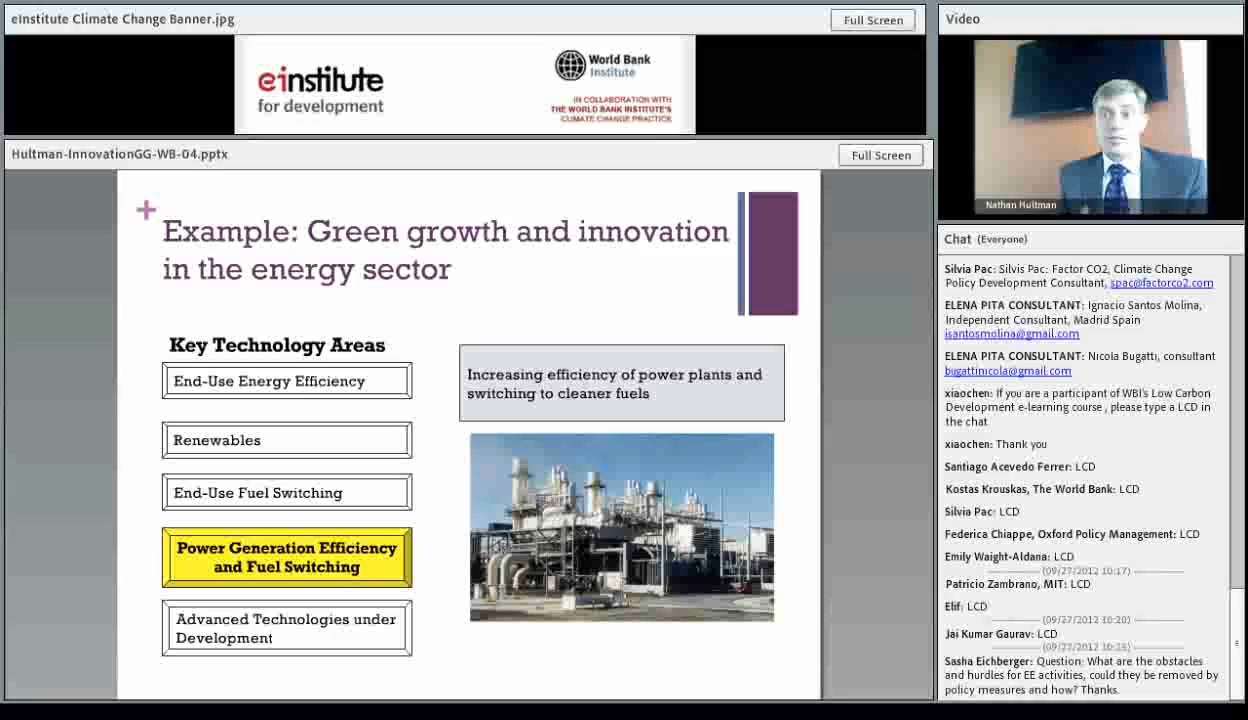 eInstitute Climate Change Banner.jpg
Full Screen
einstitute
for development
World Bank
Institute
IN COLLABORATION WITH
THE WORLD BANK INSTITUTE'S
CLIMATE CHANGE PRACTICE
Hultman-InnovationGG-WB-04.pptx
Full Screen
+
Example: Green growth and innovation
in the energy sector
Key Technology Areas
End-Use Energy Efficiency
Renewables
End-Use Fuel Switching
Power Generation Efficiency
and Fuel Switching
Advanced Technologies under
Development
Increasing efficiency of power plants and
switching to cleaner fuels
Video
Nathan Hultman
Chat (Everyone)
Silvia Pac: Silvis Pac: Factor CO2, Climate Change
Policy Development Consultant, spac@factorco2.com
ELENA PITA CONSULTANT: Ignacio Santos Molina,
Independent Consultant, Madrid Spain
isantosmolina@gmail.com
ELENA PITA CONSULTANT: Nicola Bugatti, consultant
bugattinicola@gmail.com
xiaochen: If you are a participant of WBI's Low Carbon
Development e-learning course , please type a LCD in
the chat
xiaochen: Thank you
Santiago Acevedo Ferrer: LCD
Kostas Krouskas, The World Bank: LCD
Silvia Pac: LCD
Federica Chiappe, Oxford Policy Management: LCD
Emily Waight-Aldana: LCD
(09/27/2012 10:17)
Patricio Zambrano, MIT: LCD
Elif: LCD
(09/27/2012 10:20)
Jai Kumar Gaurav: LCD
(09/27/2012 10:25)
Sasha Eichberger: Question: What are the obstacles
and hurdles for EE activities, could they be removed by
policy measures and how? Thanks.